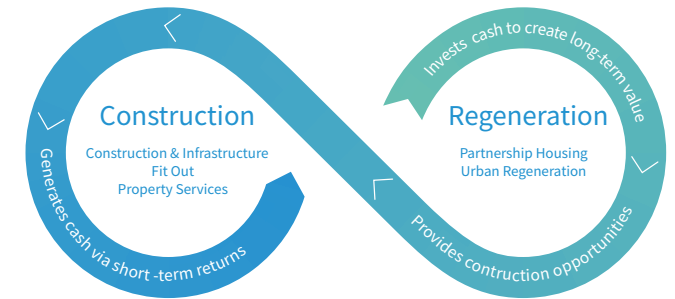 Construction
Construction & Infrastructure
Fit Out
Property Services
Generates cash via short -term returns
Regeneration
Partnership Housing
Urban Regeneration
Invests cash to create long-term value
Provides contruction opportunities